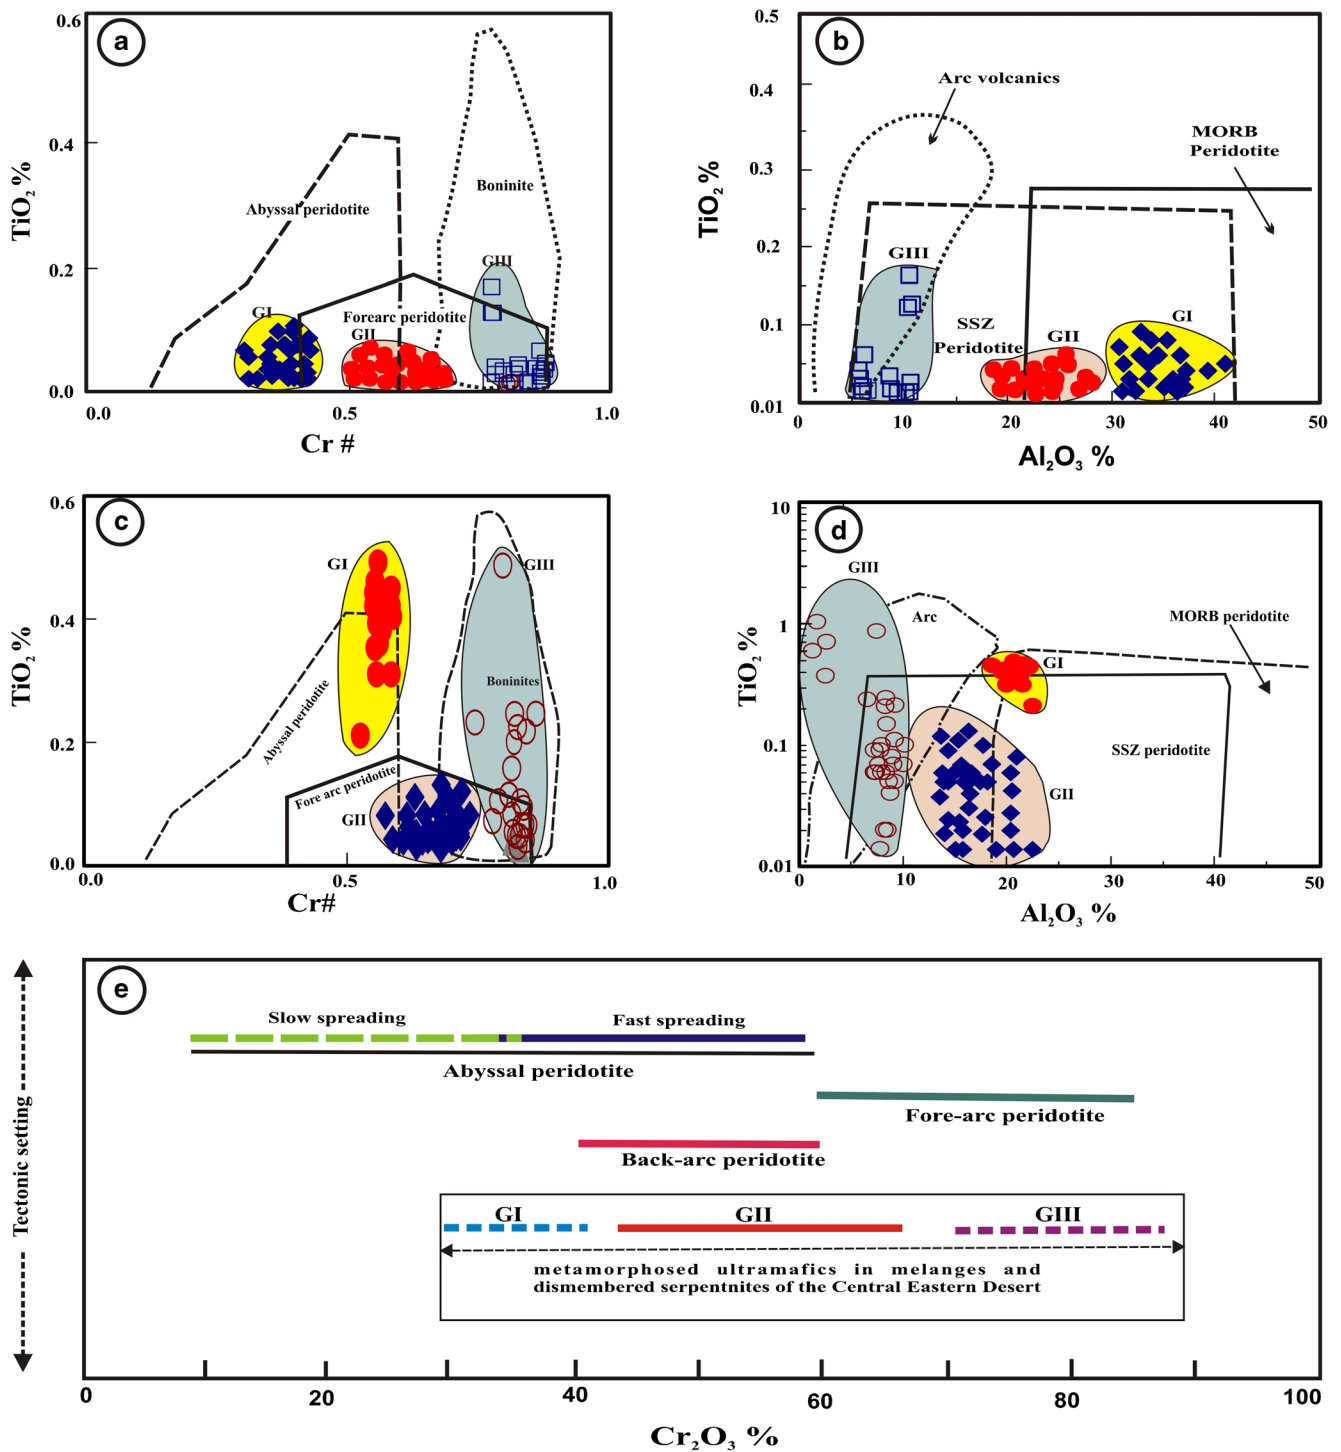 a
0.6
0.4
0.2
0.0
TiO2 %
Abyssal peridotite
Boninite
GIII
GI
Forearc peridotite
GII
0.0
0.5
1.0
Cr #
b
0.5
0.4
0.3
0.2
0.1
0.01
TiO2 %
Arc volcanics
MORB
Peridotite
GIII
SSZ
Peridotite
GII
GI
0
10
20
30
40
50
Al2O3 %
c
0.6
0.4
0.2
0.0
TiO2 %
GI
GIII
Abyssal peridotite
Boninites
Fore arc peridotite
GII
0.0
0.5
1.0
Cr#
d
10
1
0.1
0.01
TiO2 %
GIII
Arc
MORB peridotite
GI
SSZ peridotite
GII
0
10
20
30
40
50
Al2O3 %
e
Tectonic setting
Slow spreading
Fast spreading
Abyssal peridotite
Fore-arc peridotite
Back-arc peridotite
GI
GII
GIII
metamorphosed ultramafics in melanges and
dismembered serpentnites of the Central Eastern Desert
0
20
40
60
80
100
Cr2O3 %